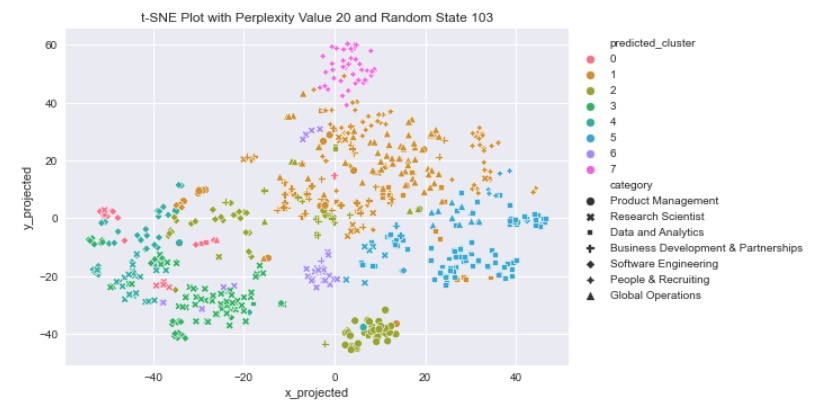 t-SNE Plot with Perplexity Value 20 and Random State 103
predicted_cluster
0
1
2
3
4
5
6
7
category
Product Management
Research Scientist
Data and Analytics
Business Development & Partnerships
Software Engineering
People & Recruiting
Global Operations
y_projected
60
40
20
0
−20
−40
−40
−20
0
20
40
x_projected